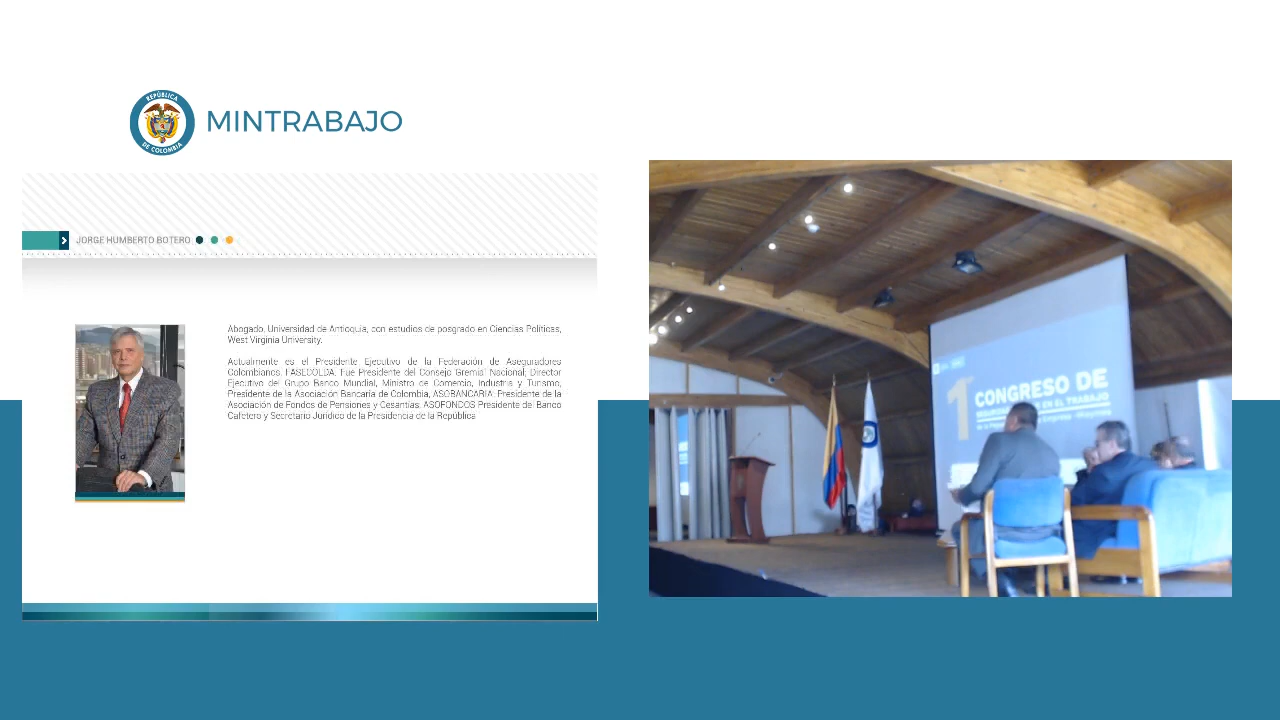 REPÚBLICA
DE COLOMBIA
MINTRABAJO
JORGE HUMBERTO BOTERO
Abogado, Universidad de Antioquia, con estudios de posgrado en Ciencias Políticas,
West Virginia University.
Actualmente es el Presidente Ejecutivo de la Federación de Aseguradores
Colombianos, FASECOLDA. Fue Presidente del Consejo Gremial Nacional; Director
Ejecutivo del Grupo Banco Mundial, Ministro de Comercio, Industria y Turismo,
Presidente de la Asociación Bancaria de Colombia, ASOBANCARIA. Presidente de la
Asociación de Fondos de Pensiones y Cesantías, ASOFONDOS Presidente del Banco
Cafetero y Secretario Jurídico de la Presidencia de la República
1 CONGRESO DE
EN EL TRABAJO